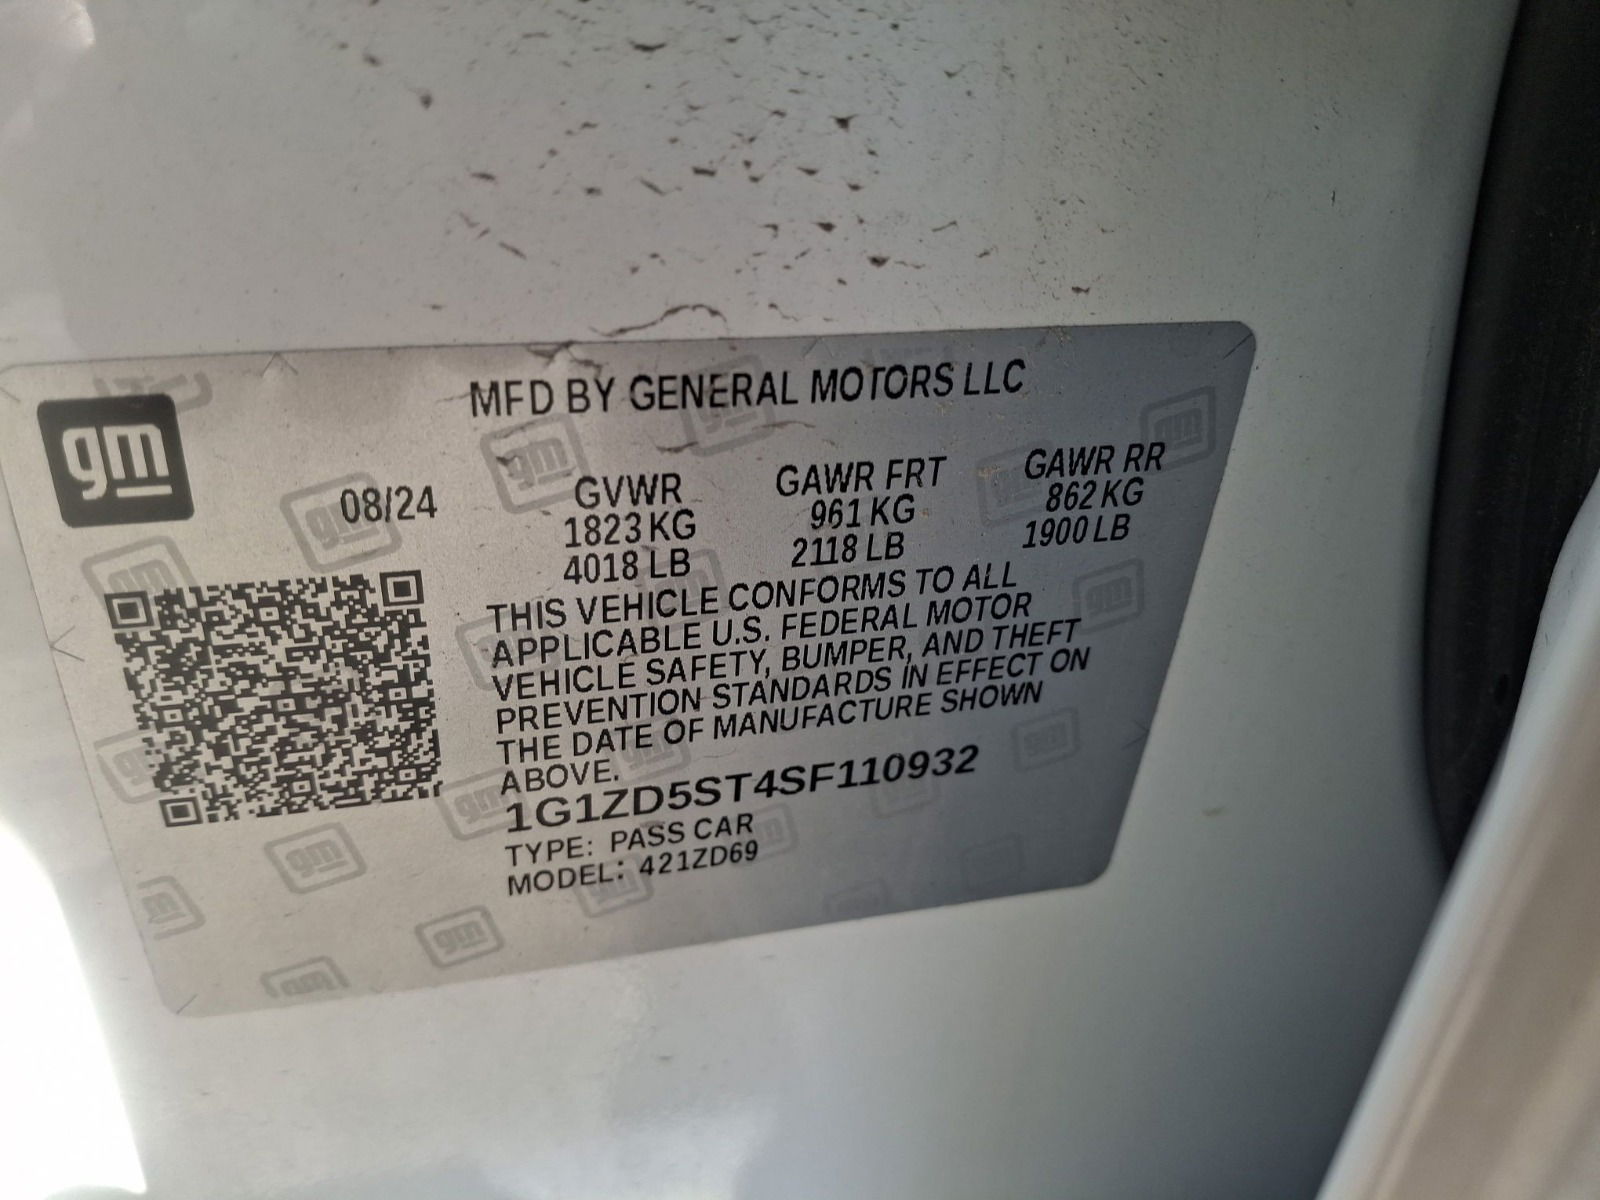 MFD BY GENERAL MOTORS LLC
gm
08/24 GVWR GAWR FRT GAWR RR
1823 KG 961 KG 862 KG
4018 LB 2118 LB 1900 LB
THIS VEHICLE CONFORMS TO ALL
APPLICABLE U.S. FEDERAL MOTOR
VEHICLE SAFETY, BUMPER, AND THEFT
PREVENTION STANDARDS IN EFFECT ON
THE DATE OF MANUFACTURE SHOWN
ABOVE.
1G1ZD5ST4SF110932
TYPE: PASS CAR
MODEL: 421ZD69